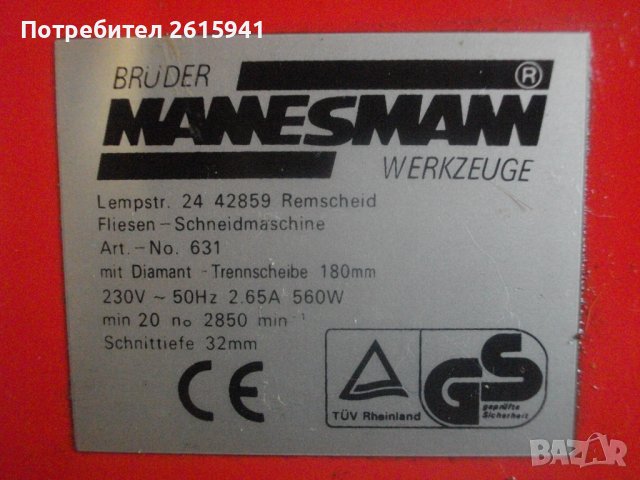 Потребител 2615941
BRÜDER
MANNESMANN ®
WERKZEUGE
Lempstr. 24 42859 Remscheid
Fliesen-Schneidmaschine
Art.-No. 631
mit Diamant-Trennscheibe 180mm
230V ~ 50Hz 2.65A 560W
min 20 no 2850 min⁻¹
Schnittiefe 32mm
CE
TÜV Rheinland
GS
geprüfte
Sicherheit
BAZAR